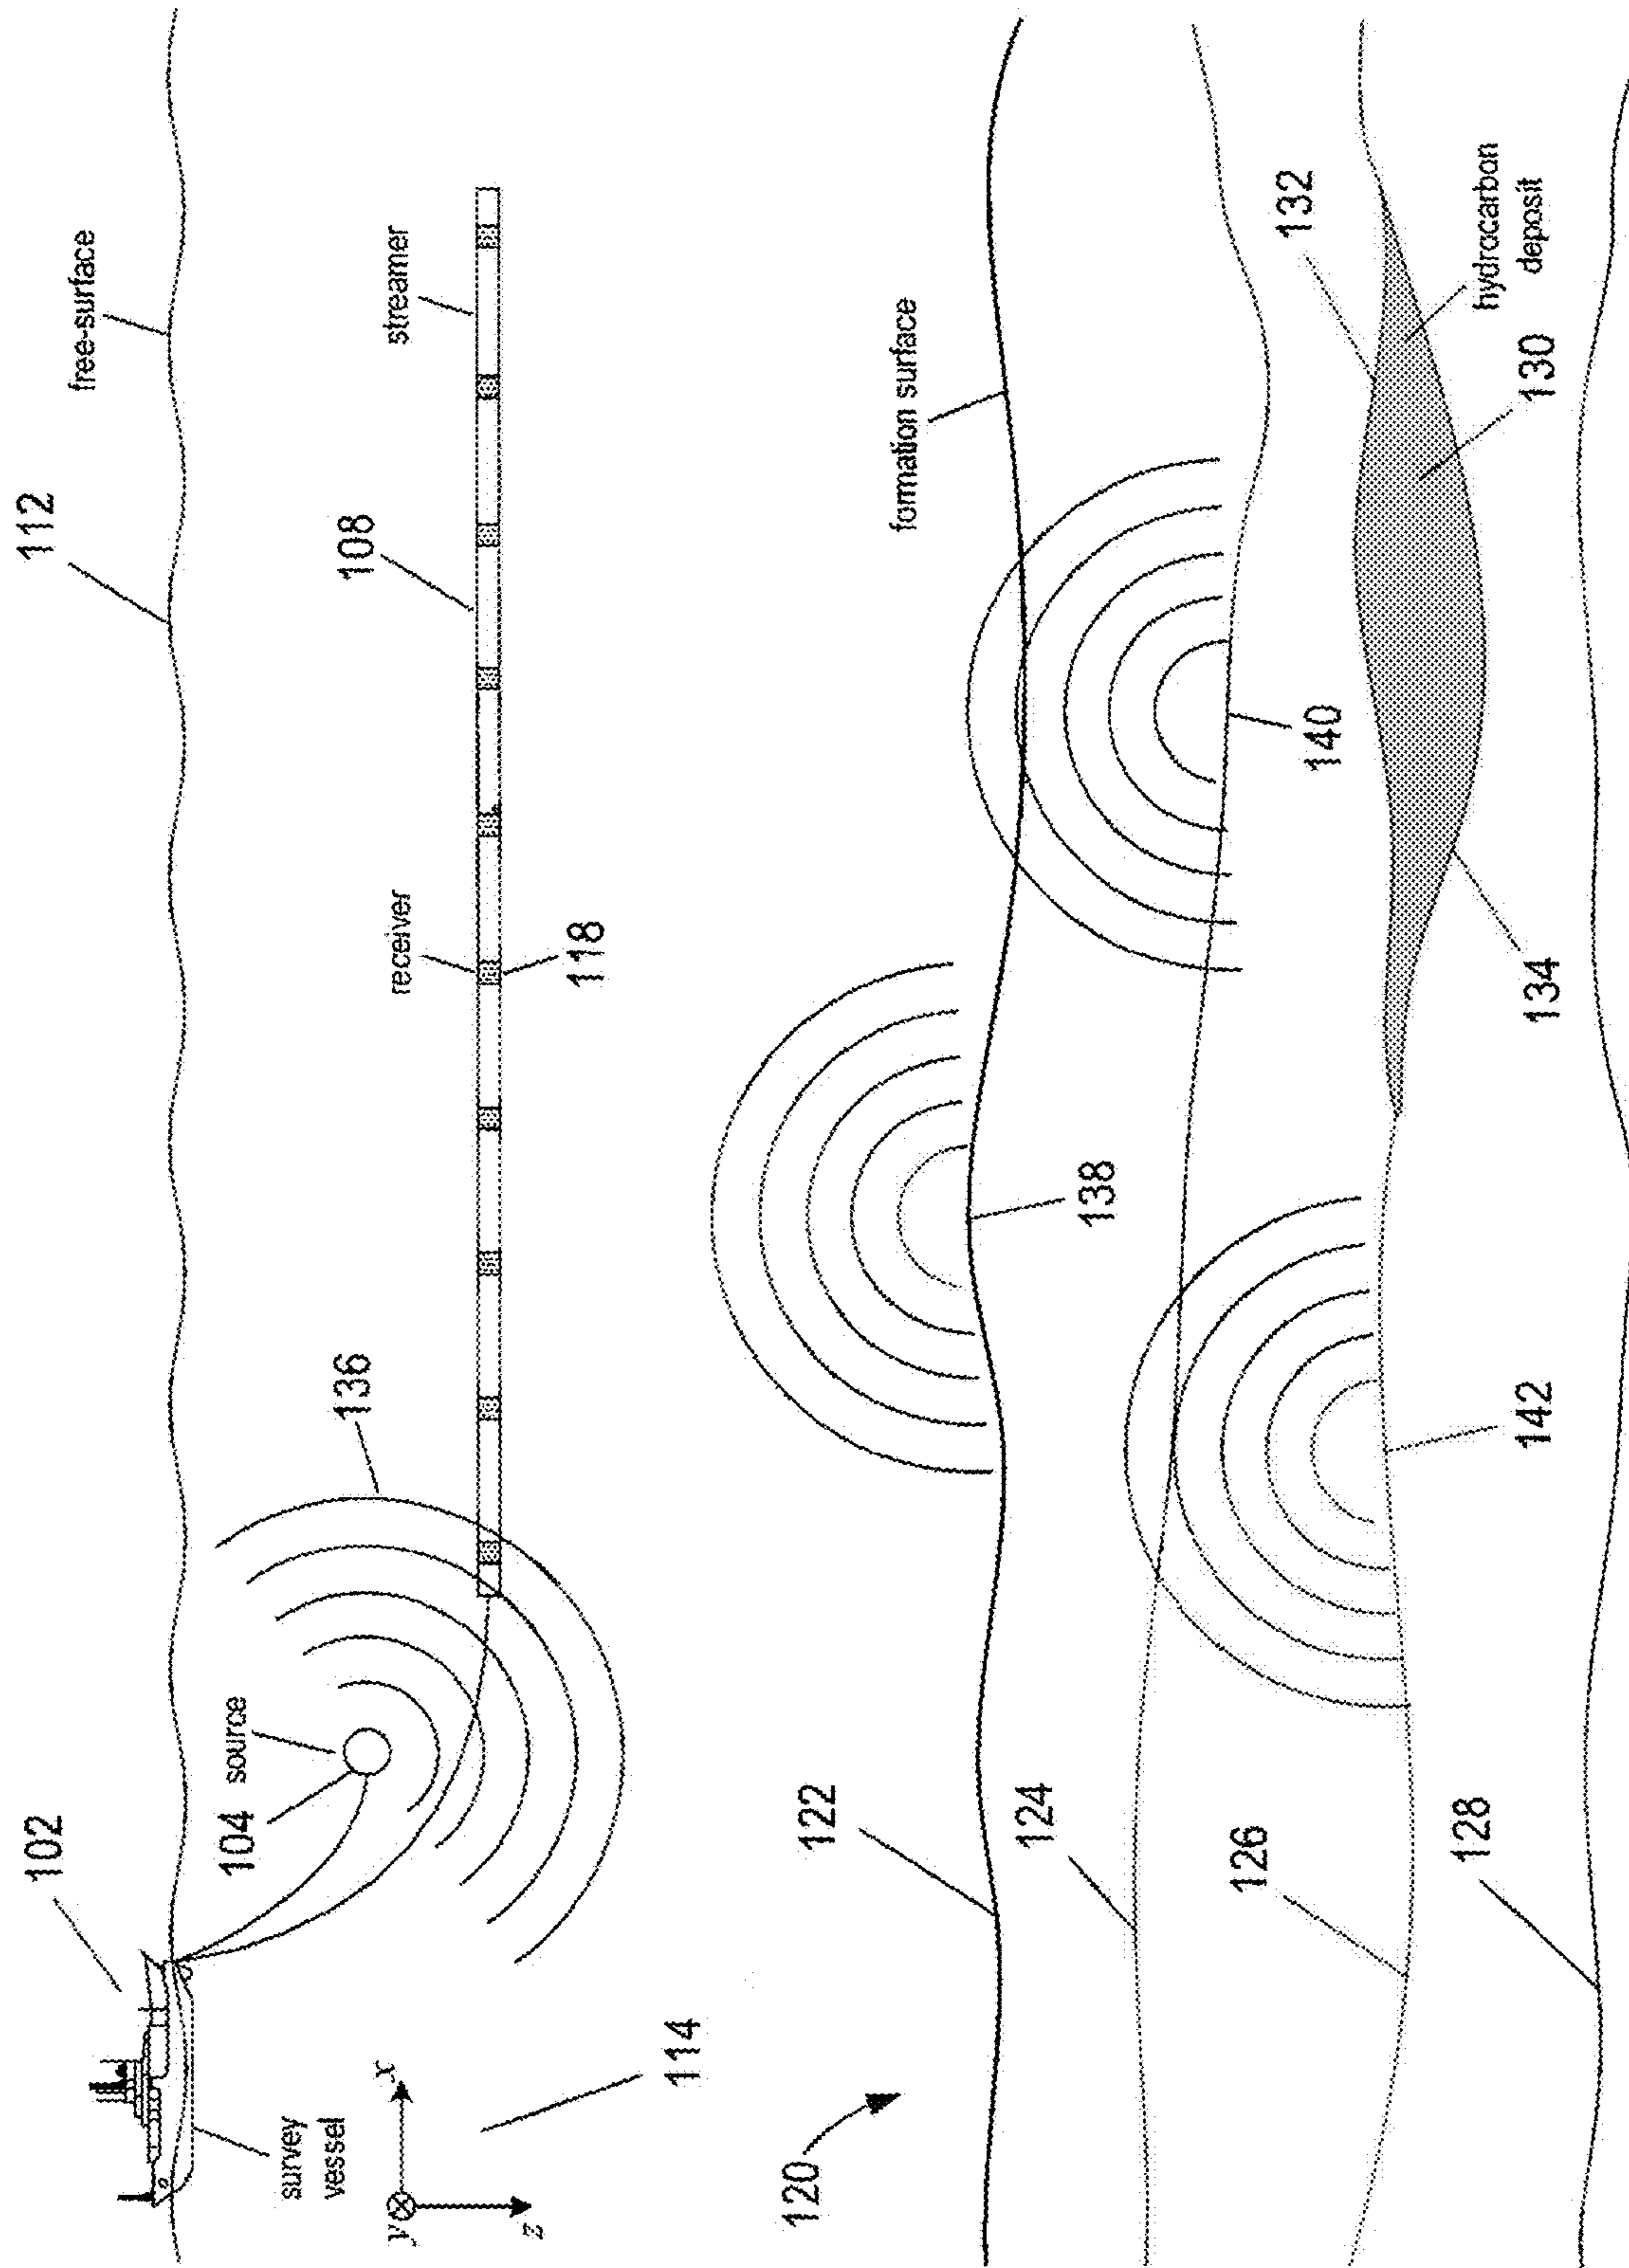 112
free-surface
102
survey
vessel
source
104
136
108
streamer
receiver
118
x
y
z
114
formation surface
120
122
138
124
140
132
126
142
hydrocarbon
deposit
130
134
128